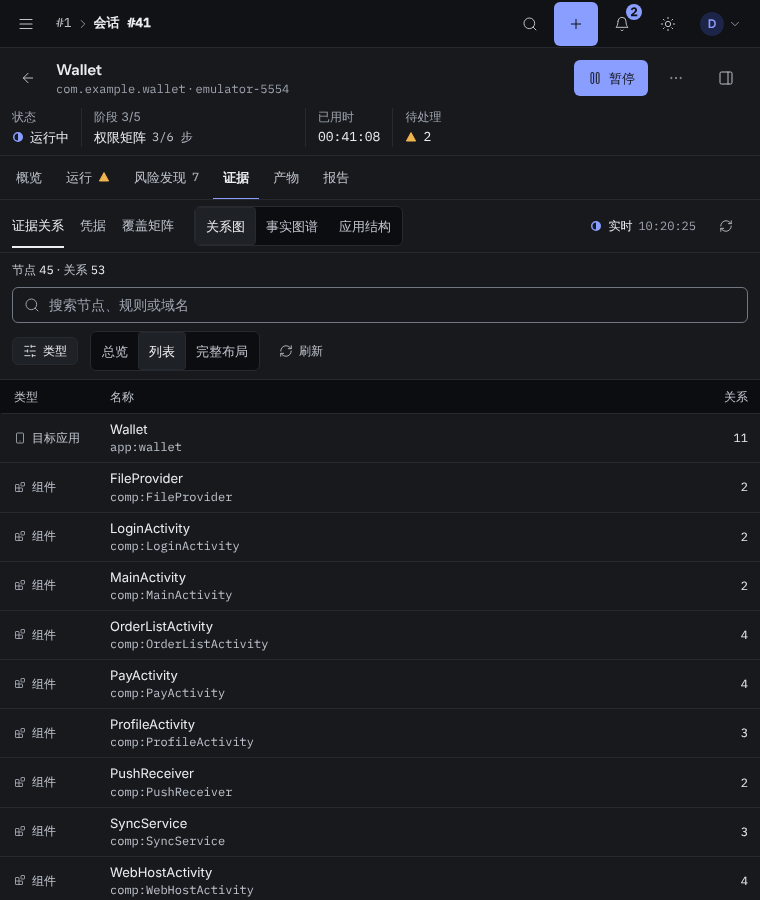 #1 会话 #41
2
D
Wallet
com.example.wallet · emulator-5554
暂停
状态 阶段 3/5 已用时 待处理
运行中 权限矩阵 3/6 步 00:41:08 2
概览 运行 风险发现 7 证据 产物 报告
证据关系 凭据 覆盖矩阵 关系图 事实图谱 应用结构 实时 10:20:25
节点 45 · 关系 53
搜索节点、规则或域名
类型 总览 列表 完整布局 刷新
类型 名称 关系
目标应用 Wallet 11
app:wallet
组件 FileProvider 2
comp:FileProvider
组件 LoginActivity 2
comp:LoginActivity
组件 MainActivity 2
comp:MainActivity
组件 OrderListActivity 4
comp:OrderListActivity
组件 PayActivity 4
comp:PayActivity
组件 ProfileActivity 3
comp:ProfileActivity
组件 PushReceiver 2
comp:PushReceiver
组件 SyncService 3
comp:SyncService
组件 WebHostActivity 4
comp:WebHostActivity